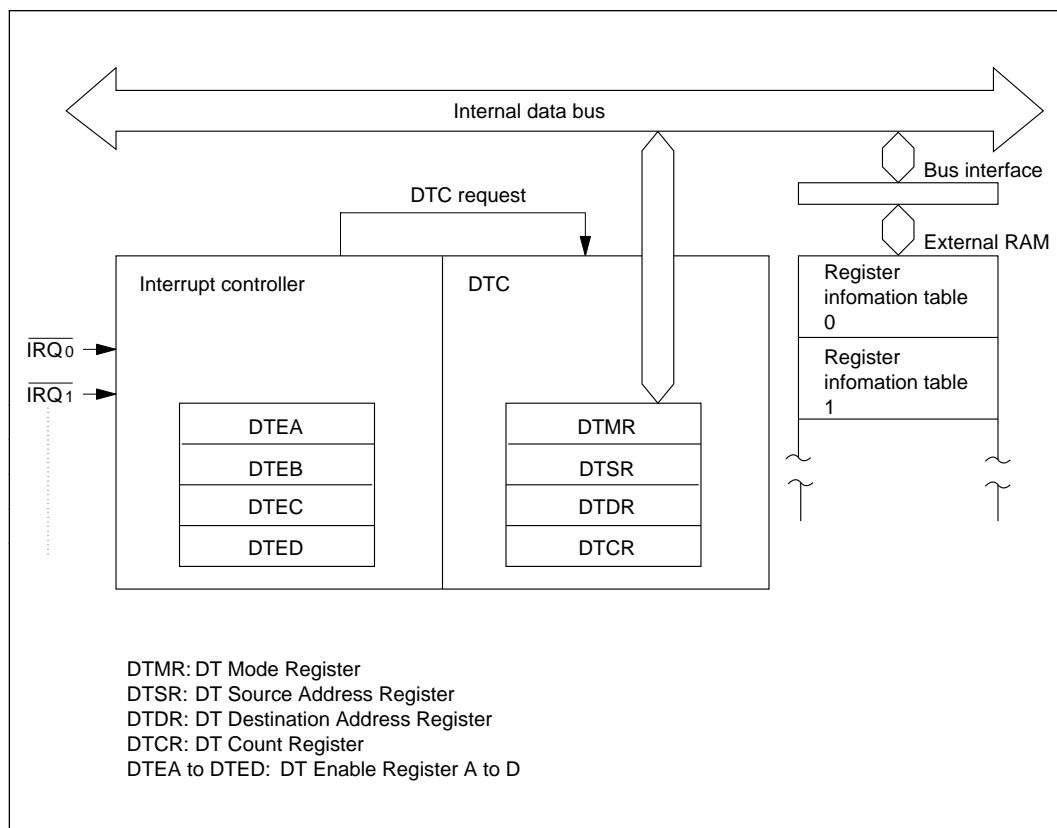 Internal data bus
Bus interface
DTC request
External RAM
Interrupt controller
DTC
Register
infomation table
0
IRQ0
Register
infomation table
1
IRQ1
DTEA
DTEB
DTEC
DTED
DTMR
DTSR
DTDR
DTCR
DTMR: DT Mode Register
DTSR: DT Source Address Register
DTDR: DT Destination Address Register
DTCR: DT Count Register
DTEA to DTED: DT Enable Register A to D